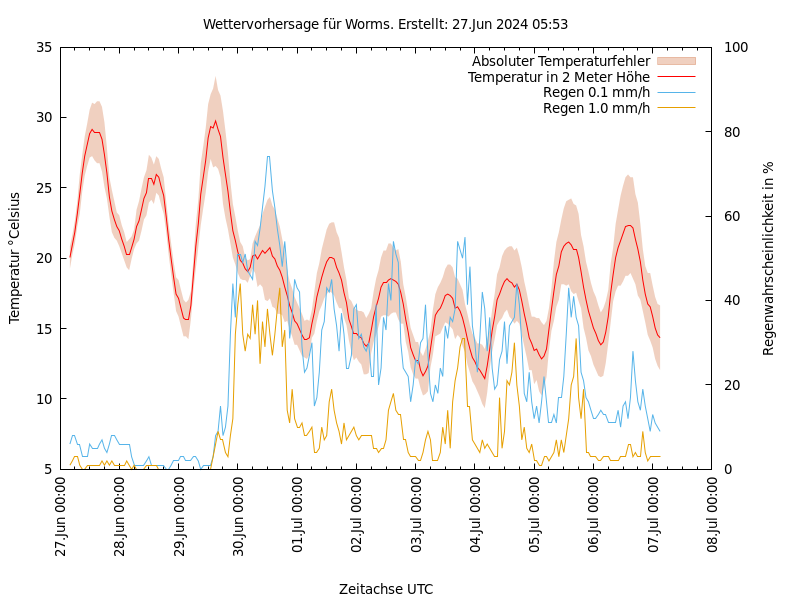 Wettervorhersage für Worms. Erstellt: 27.Jun 2024 05:53
Absoluter Temperaturfehler
Temperatur in 2 Meter Höhe
Regen 0.1 mm/h
Regen 1.0 mm/h
Temperatur °Celsius
35
30
25
20
15
10
5
100
80
60
40
20
0
Regenwahrscheinlichkeit in %
27.Jun 00:00
28.Jun 00:00
29.Jun 00:00
30.Jun 00:00
01.Jul 00:00
02.Jul 00:00
03.Jul 00:00
04.Jul 00:00
05.Jul 00:00
06.Jul 00:00
07.Jul 00:00
08.Jul 00:00
Zeitachse UTC